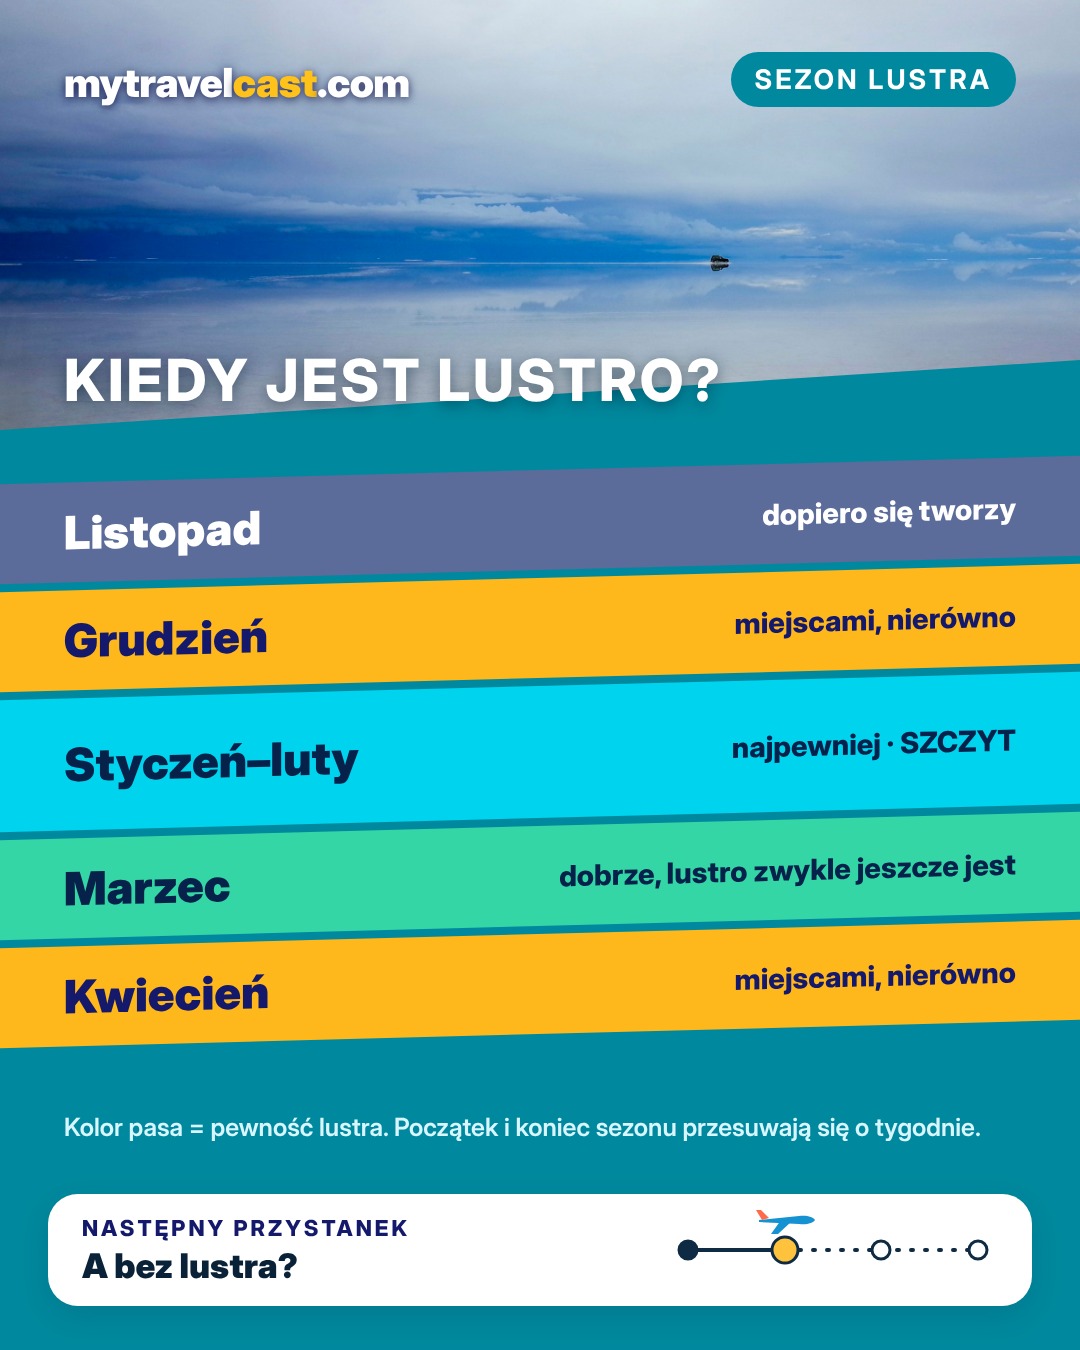 mytravelcast.com
SEZON LUSTRA
KIEDY JEST LUSTRO?
Listopad
dopiero się tworzy
Grudzień
miejscami, nierówno
Styczeń–luty
najpewniej · SZCZYT
Marzec
dobrze, lustro zwykle jeszcze jest
Kwiecień
miejscami, nierówno
Kolor pasa = pewność lustra. Początek i koniec sezonu przesuwają się o tygodnie.
NASTĘPNY PRZYSTANEK
A bez lustra?